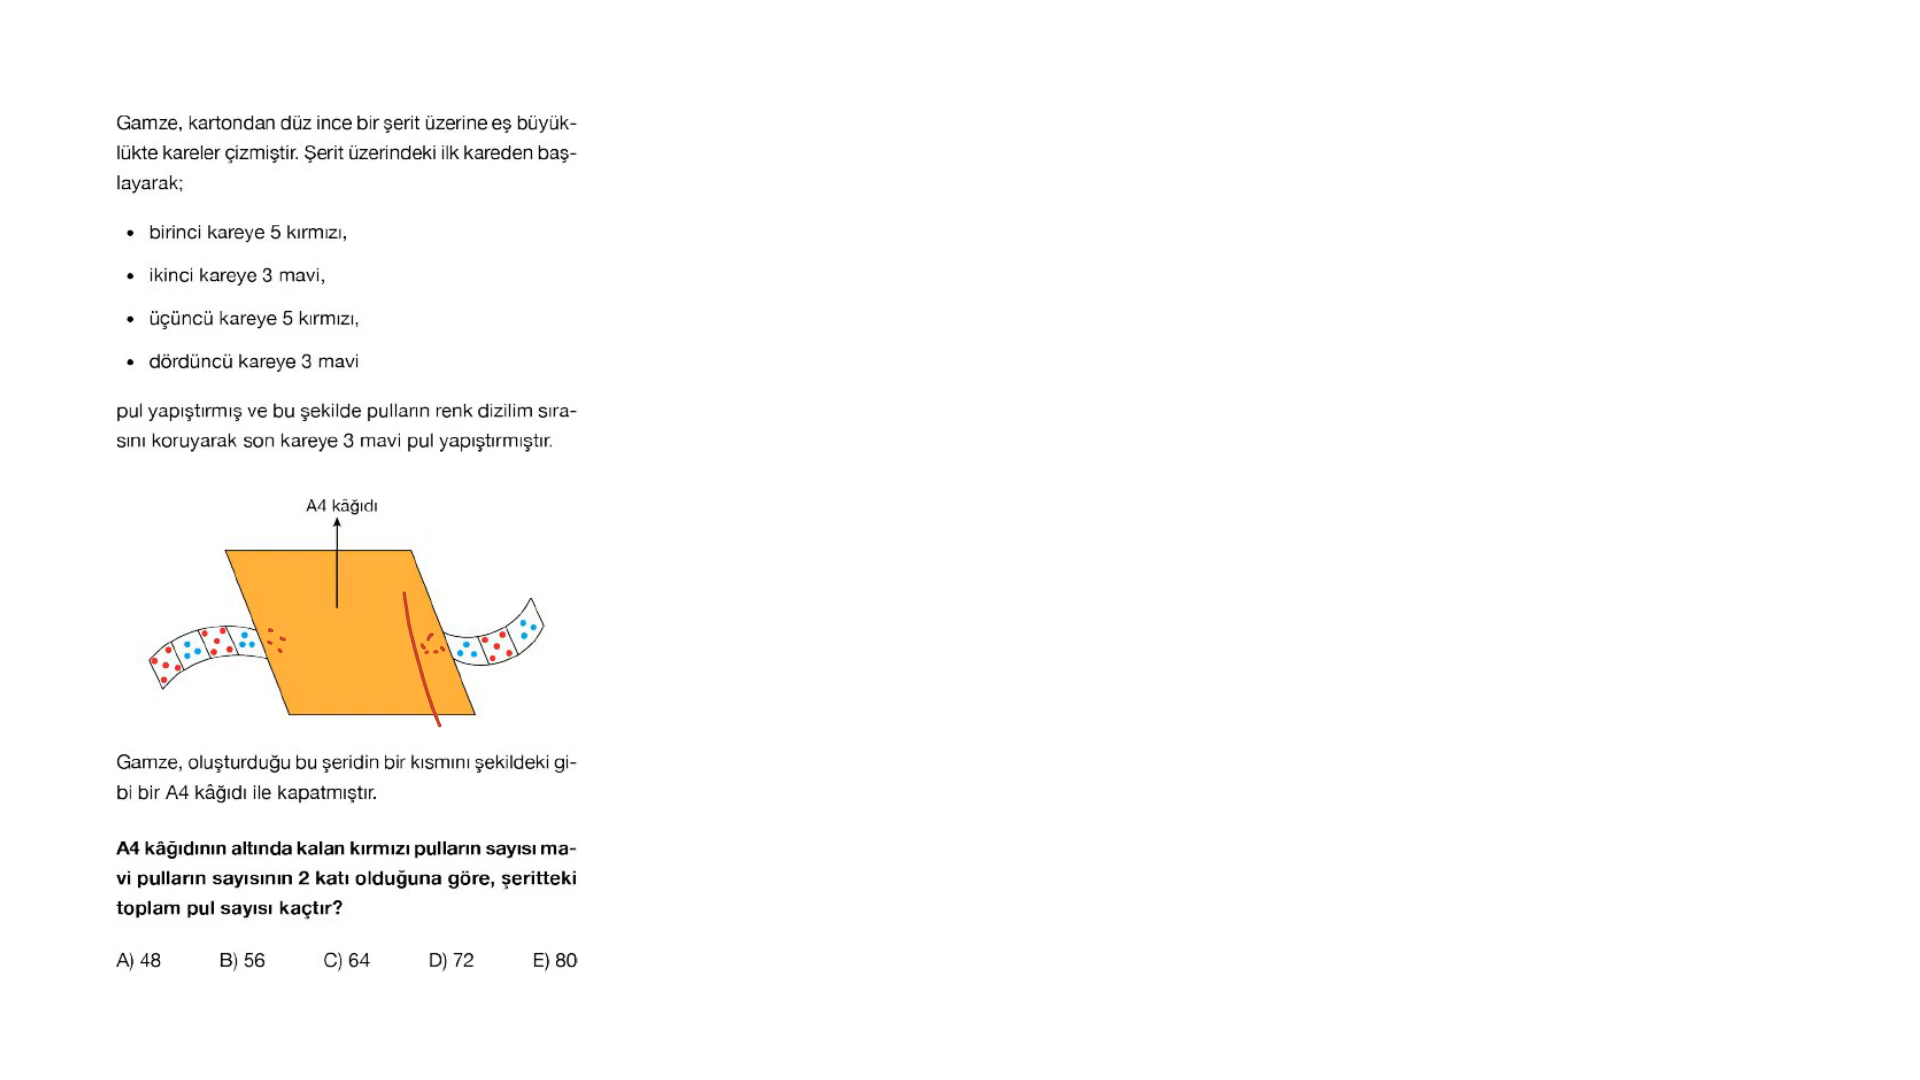 Gamze, kartondan düz ince bir şerit üzerine eş büyük-
lükte kareler çizmiştir. Şerit üzerindeki ilk kareden baş-
layarak;
• birinci kareye 5 kırmızı,
• ikinci kareye 3 mavi,
• üçüncü kareye 5 kırmızı,
• dördüncü kareye 3 mavi
pul yapıştırmış ve bu şekilde pulların renk dizilim sıra-
sını koruyarak son kareye 3 mavi pul yapıştırmıştır.
A4 kâğıdı
Gamze, oluşturduğu bu şeridin bir kısmını şekildeki gi-
bi bir A4 kâğıdı ile kapatmıştır.
A4 kâğıdının altında kalan kırmızı pulların sayısı ma-
vi pulların sayısının 2 katı olduğuna göre, şeritteki
toplam pul sayısı kaçtır?
A) 48 B) 56 C) 64 D) 72 E) 80